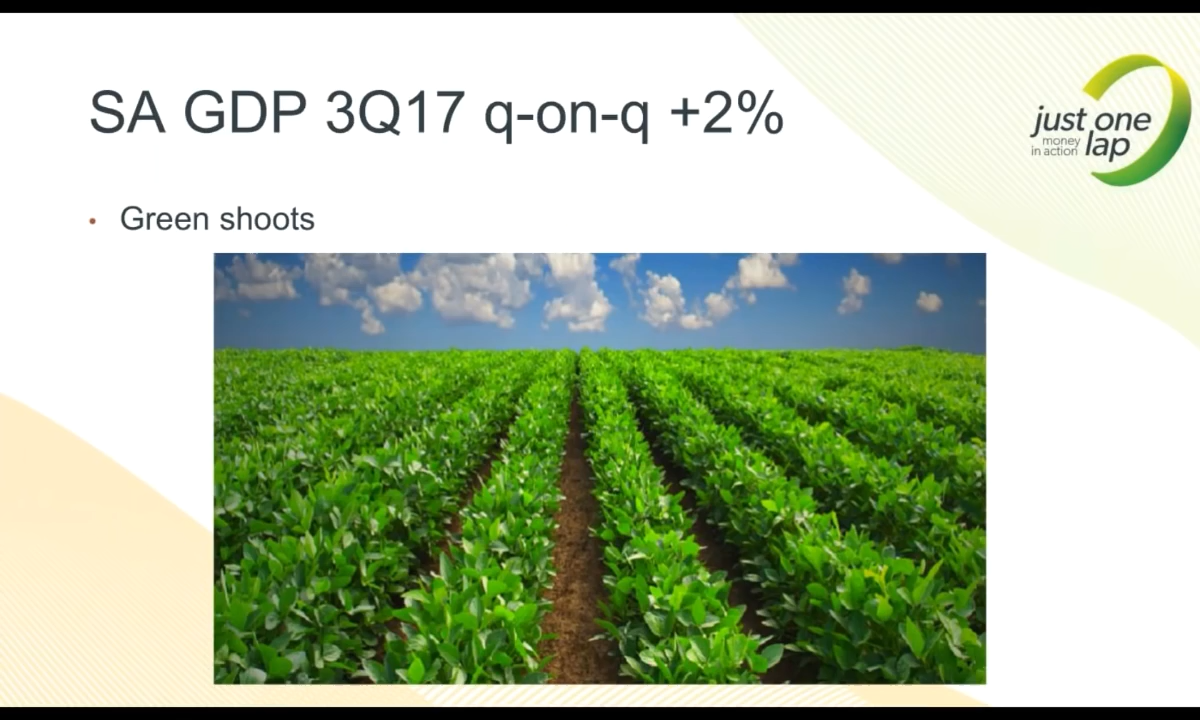 SA GDP 3Q17 q-on-q +2%
just one
money
in action lap
• Green shoots